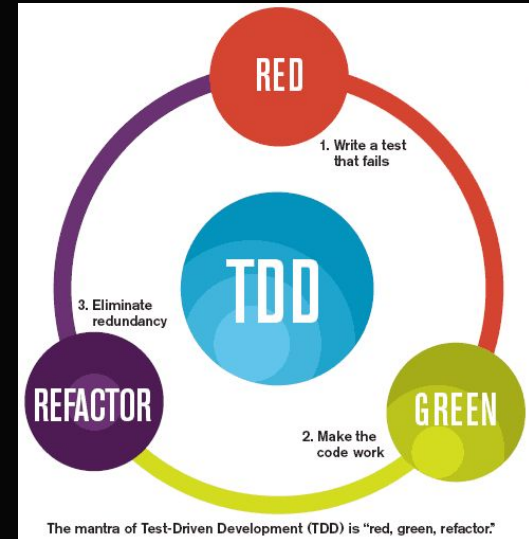 RED
1. Write a test
that fails
TDD
3. Eliminate
redundancy
REFACTOR
GREEN
2. Make the
code work
The mantra of Test-Driven Development (TDD) is “red, green, refactor.”